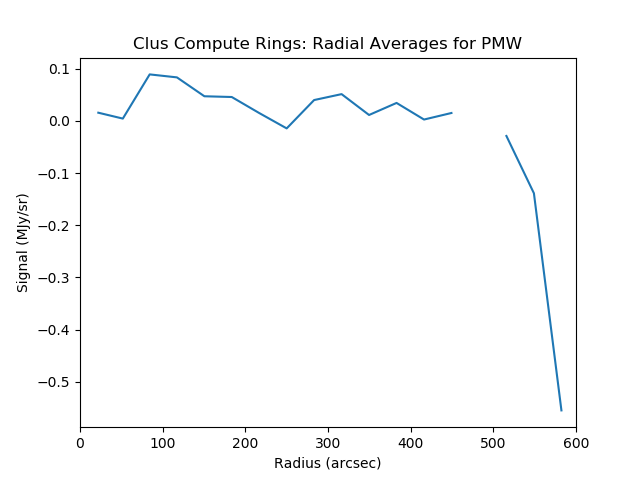 Clus Compute Rings: Radial Averages for PMW
0.1
0.0
−0.1
−0.2
−0.3
−0.4
−0.5
Signal (MJy/sr)
0 100 200 300 400 500 600
Radius (arcsec)